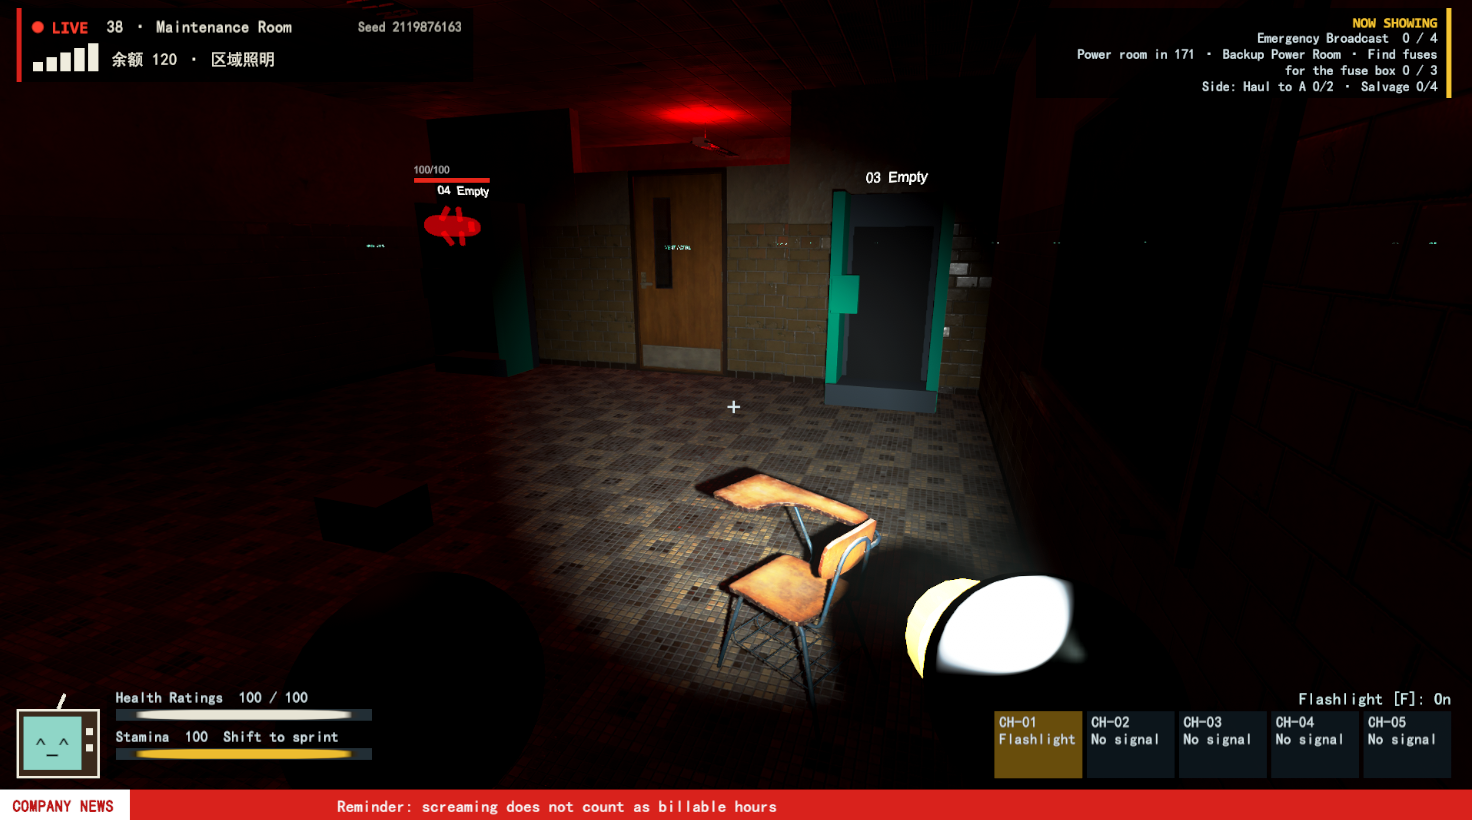 LIVE 38 · Maintenance Room Seed 2119876163
余额 120 · 区域照明
NOW SHOWING
Emergency Broadcast 0 / 4
Power room in 171 · Backup Power Room · Find fuses
for the fuse box 0 / 3
Side: Haul to A 0/2 · Salvage 0/4
100/100
04 Empty
03 Empty
Health Ratings 100 / 100
Stamina 100 Shift to sprint
Flashlight [F]: On
CH-01 CH-02 CH-03 CH-04 CH-05
Flashlight No signal No signal No signal No signal
COMPANY NEWS Reminder: screaming does not count as billable hours